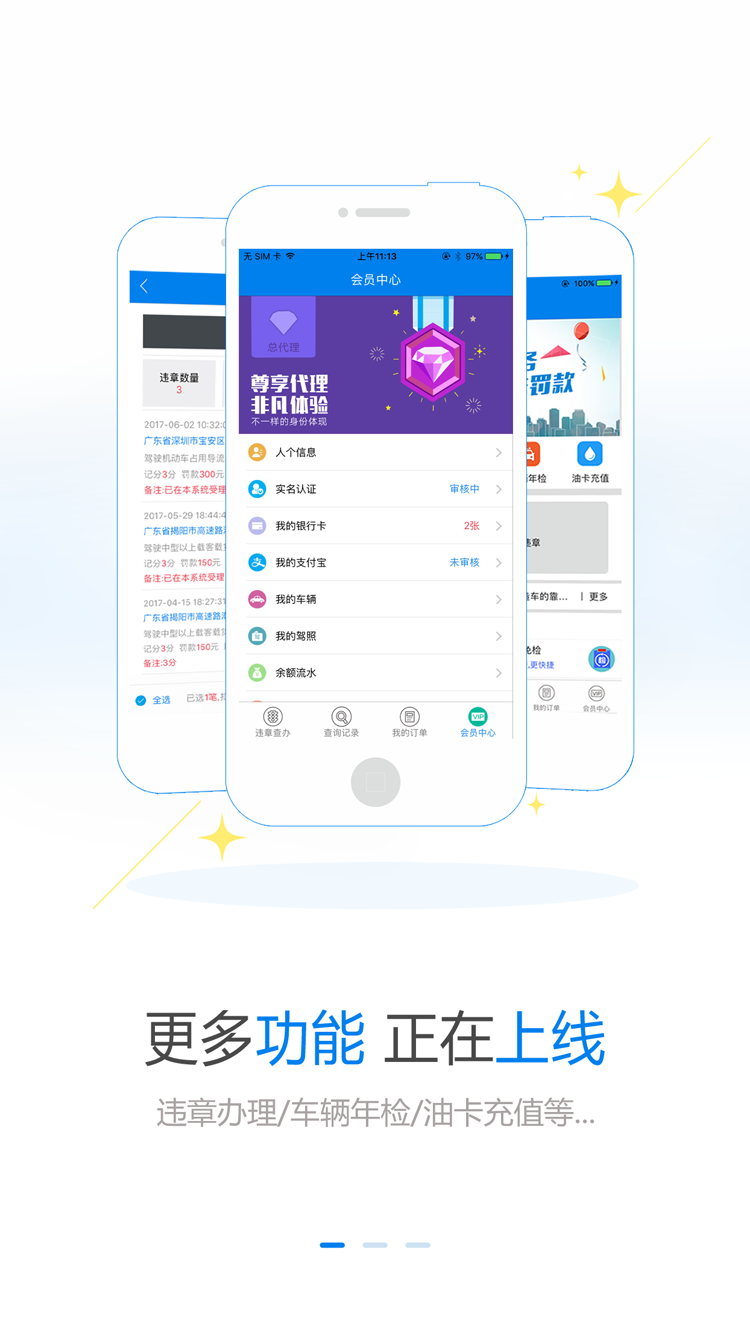 无 SIM 卡
上午11:13
97%
会员中心
总代理
尊享代理
非凡体验
不一样的身份体现
人个信息
实名认证
审核中
我的银行卡
2张
我的支付宝
未审核
我的车辆
我的驾照
余额流水
违章查办
查询记录
我的订单
VIP
会员中心
违章数量
3
2017-06-02 10:32:0
广东省深圳市宝安区
驾驶机动车占用导流
记分3分 罚款300元
备注:已在本系统受理
2017-05-29 18:44:4
广东省揭阳市高速路
驾驶中型以上载客载
记分3分 罚款150元
备注:已在本系统受理
2017-04-15 18:27:31
广东省揭阳市高速路
驾驶中型以上载客载
记分3分 罚款150元
备注:3分
全选
已选1笔,
100%
罚款
年检
油卡充值
违章
车的靠... | 更多
免检
,更快捷
我的订单
VIP
会员中心
更多功能 正在上线
违章办理/车辆年检/油卡充值等...